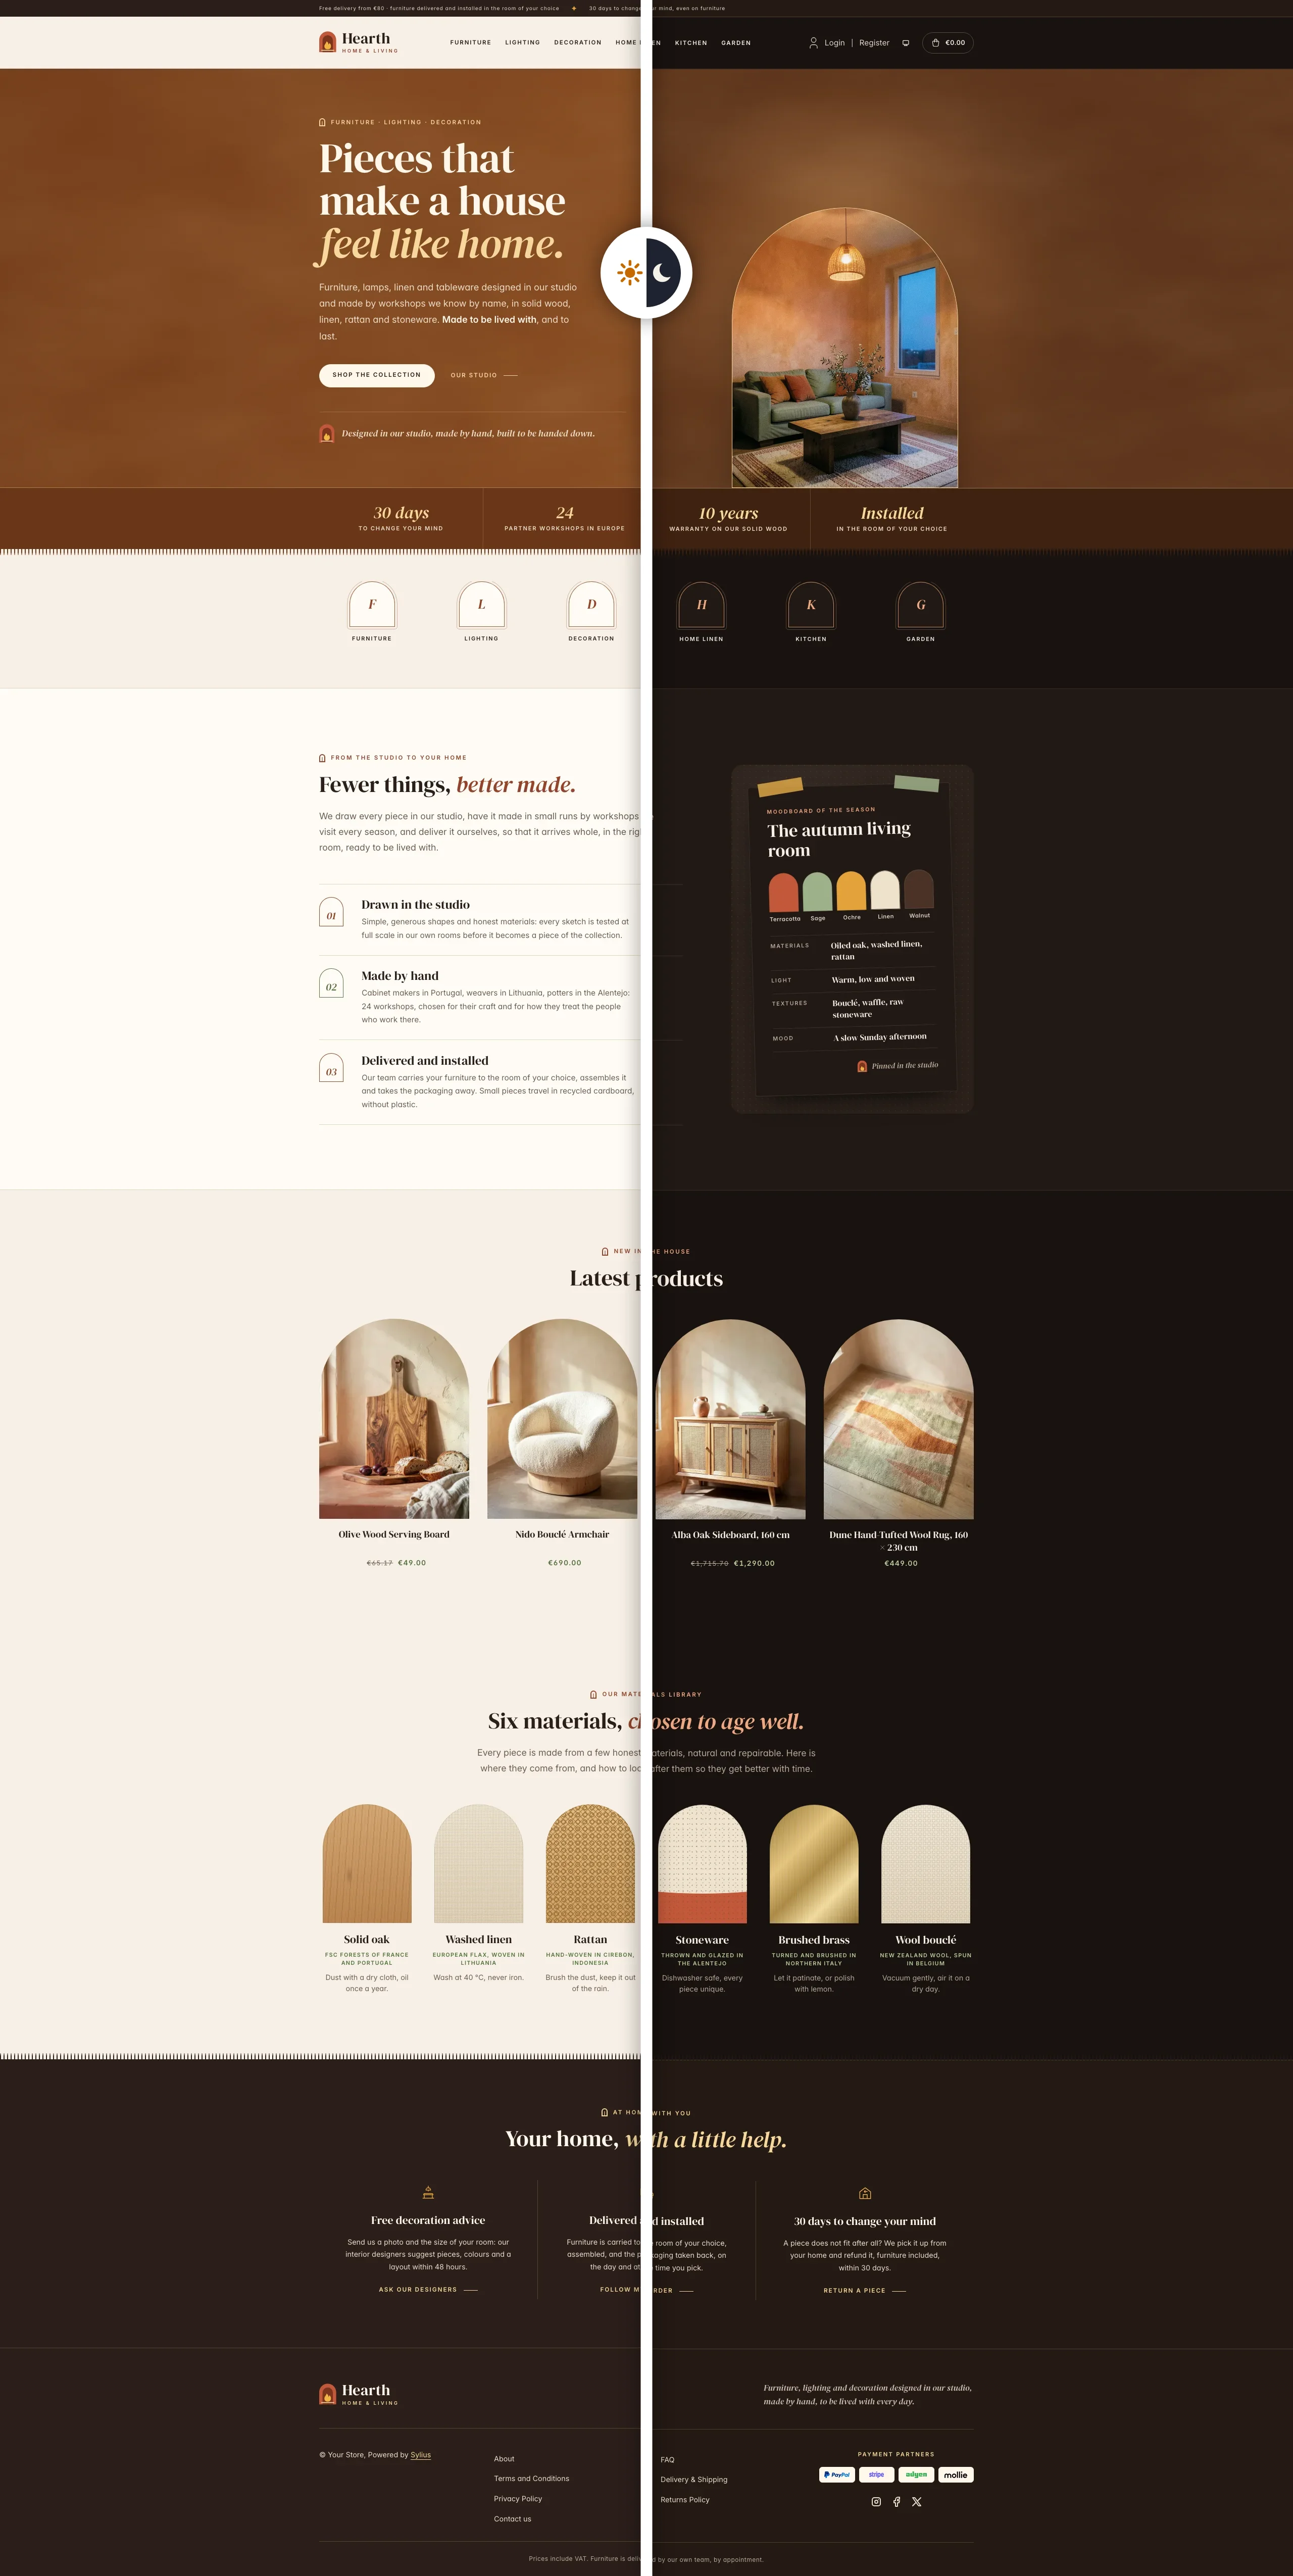 Free delivery from €80 · furniture delivered and installed in the room of your choice ✦ 30 days to change your mind, even on furniture
Hearth
HOME & LIVING
FURNITURE LIGHTING DECORATION HOME EN KITCHEN GARDEN
Login | Register €0.00
FURNITURE · LIGHTING · DECORATION
Pieces that
make a house
feel like home.
Furniture, lamps, linen and tableware designed in our studio
and made by workshops we know by name, in solid wood,
linen, rattan and stoneware. Made to be lived with, and to
last.
SHOP THE COLLECTION OUR STUDIO
Designed in our studio, made by hand, built to be handed down.
30 days
TO CHANGE YOUR MIND
24
PARTNER WORKSHOPS IN EUROPE
10 years
WARRANTY ON OUR SOLID WOOD
Installed
IN THE ROOM OF YOUR CHOICE
F L D H K G
FURNITURE LIGHTING DECORATION HOME LINEN KITCHEN GARDEN
FROM THE STUDIO TO YOUR HOME
Fewer things, better made.
We draw every piece in our studio, have it made in small runs by workshops
visit every season, and deliver it ourselves, so that it arrives whole, in the rig
room, ready to be lived with.
01
Drawn in the studio
Simple, generous shapes and honest materials: every sketch is tested at
full scale in our own rooms before it becomes a piece of the collection.
02
Made by hand
Cabinet makers in Portugal, weavers in Lithuania, potters in the Alentejo:
24 workshops, chosen for their craft and for how they treat the people
who work there.
03
Delivered and installed
Our team carries your furniture to the room of your choice, assembles it
and takes the packaging away. Small pieces travel in recycled cardboard,
without plastic.
MOODBOARD OF THE SEASON
The autumn living
room
Terracotta Sage Ochre Linen Walnut
MATERIALS Oiled oak, washed linen,
rattan
LIGHT Warm, low and woven
TEXTURES Bouclé, waffle, raw
stoneware
MOOD A slow Sunday afternoon
Pinned in the studio
NEW IN THE HOUSE
Latest products
Olive Wood Serving Board
€65.17 €49.00
Nido Bouclé Armchair
€690.00
Alba Oak Sideboard, 160 cm
€1,715.70 €1,290.00
Dune Hand-Tufted Wool Rug, 160
× 230 cm
€449.00
OUR MATERIALS LIBRARY
Six materials, chosen to age well.
Every piece is made from a few honest materials, natural and repairable. Here is
where they come from, and how to look after them so they get better with time.
Solid oak
FSC FORESTS OF FRANCE
AND PORTUGAL
Dust with a dry cloth, oil
once a year.
Washed linen
EUROPEAN FLAX, WOVEN IN
LITHUANIA
Wash at 40 °C, never iron.
Rattan
HAND-WOVEN IN CIREBON,
INDONESIA
Brush the dust, keep it out
of the rain.
Stoneware
THROWN AND GLAZED IN
THE ALENTEJO
Dishwasher safe, every
piece unique.
Brushed brass
TURNED AND BRUSHED IN
NORTHERN ITALY
Let it patinate, or polish
with lemon.
Wool bouclé
NEW ZEALAND WOOL, SPUN
IN BELGIUM
Vacuum gently, air it on a
dry day.
AT HOME WITH YOU
Your home, with a little help.
Free decoration advice
Send us a photo and the size of your room: our
interior designers suggest pieces, colours and a
layout within 48 hours.
ASK OUR DESIGNERS
Delivered and installed
Furniture is carried to the room of your choice,
assembled, and the packaging taken back, on
the day and at the time you pick.
FOLLOW MY ORDER
30 days to change your mind
A piece does not fit after all? We pick it up from
your home and refund it, furniture included,
within 30 days.
RETURN A PIECE
Hearth
HOME & LIVING
Furniture, lighting and decoration designed in our studio,
made by hand, to be lived with every day.
© Your Store, Powered by Sylius
About
Terms and Conditions
Privacy Policy
Contact us
FAQ
Delivery & Shipping
Returns Policy
PAYMENT PARTNERS
PayPal stripe adyen mollie
Prices include VAT. Furniture is delivered by our own team, by appointment.